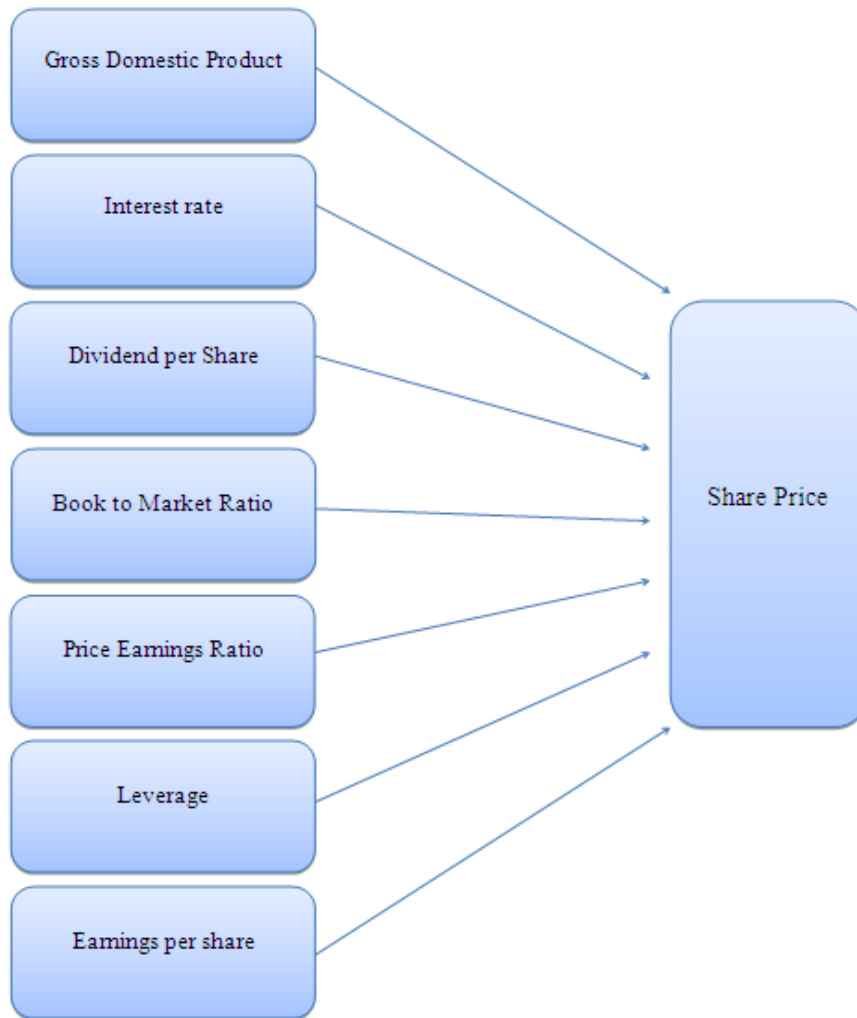 Gross Domestic Product
Interest rate
Dividend per Share
Book to Market Ratio
Price Earnings Ratio
Leverage
Earnings per share
Share Price